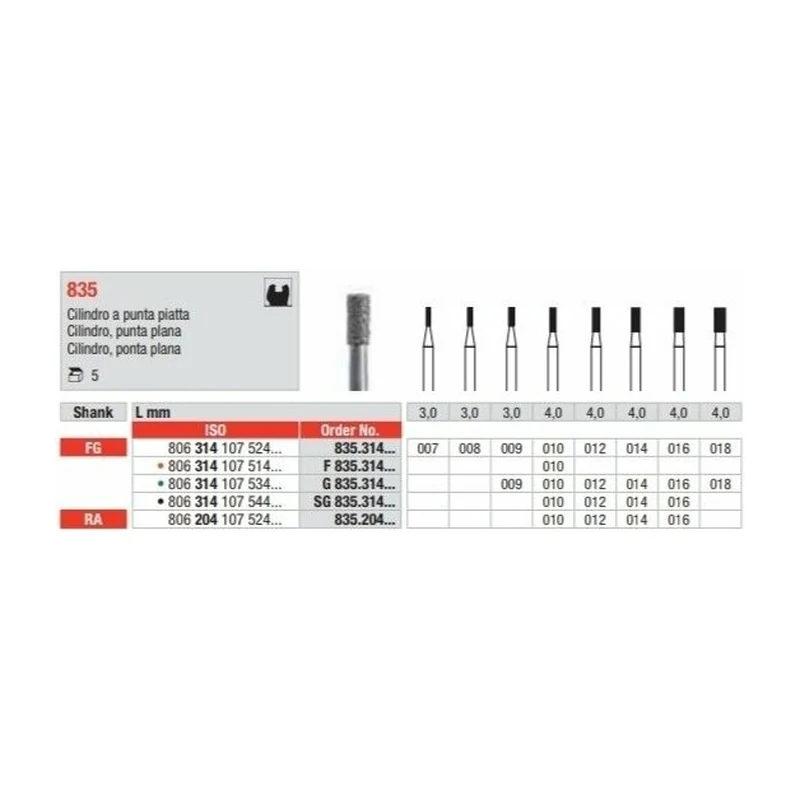 835
Cilindro a punta piatta
Cilindro, punta plana
Cilindro, ponta plana
5
Shank L mm 3,0 3,0 3,0 4,0 4,0 4,0 4,0 4,0
ISO Order No.
FG 806 314 107 524... 835.314... 007 008 009 010 012 014 016 018
806 314 107 514... F 835.314... 010
806 314 107 534... G 835.314... 009 010 012 014 016 018
806 314 107 544... SG 835.314... 010 012 014 016
RA 806 204 107 524... 835.204... 010 012 014 016